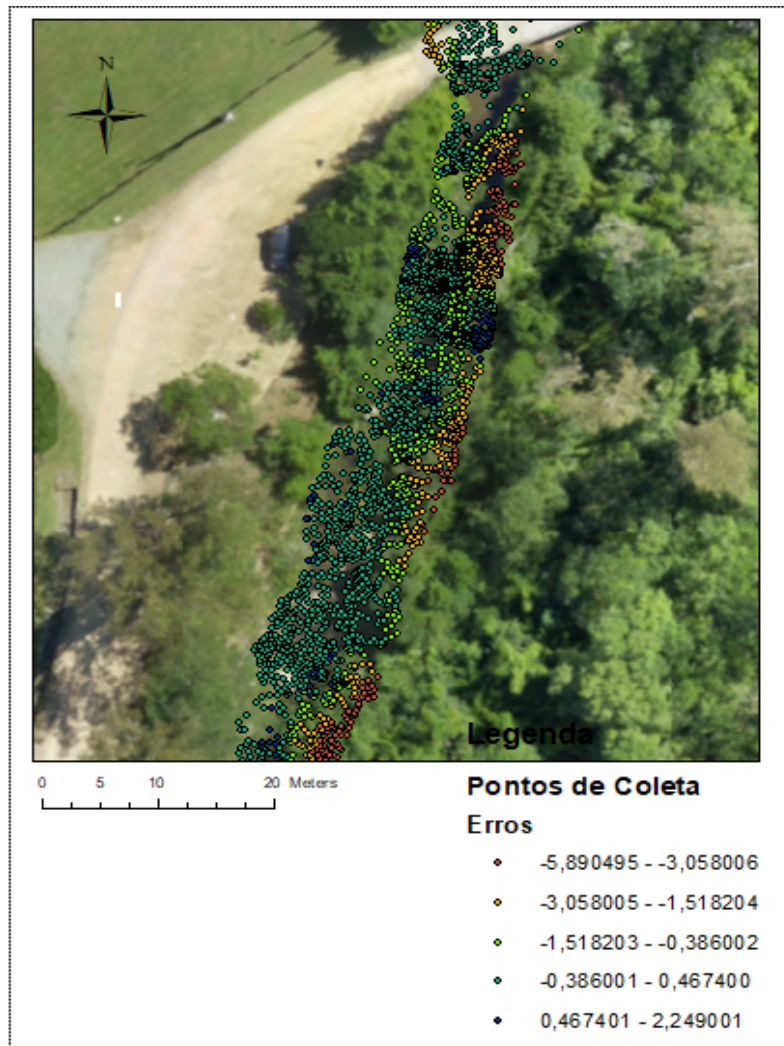 N
Legenda
0 5 10 20 Meters
Pontos de Coleta
Erros
-5,890495 - -3,058006
-3,058005 - -1,518204
-1,518203 - -0,386002
-0,386001 - 0,467400
0,467401 - 2,249001